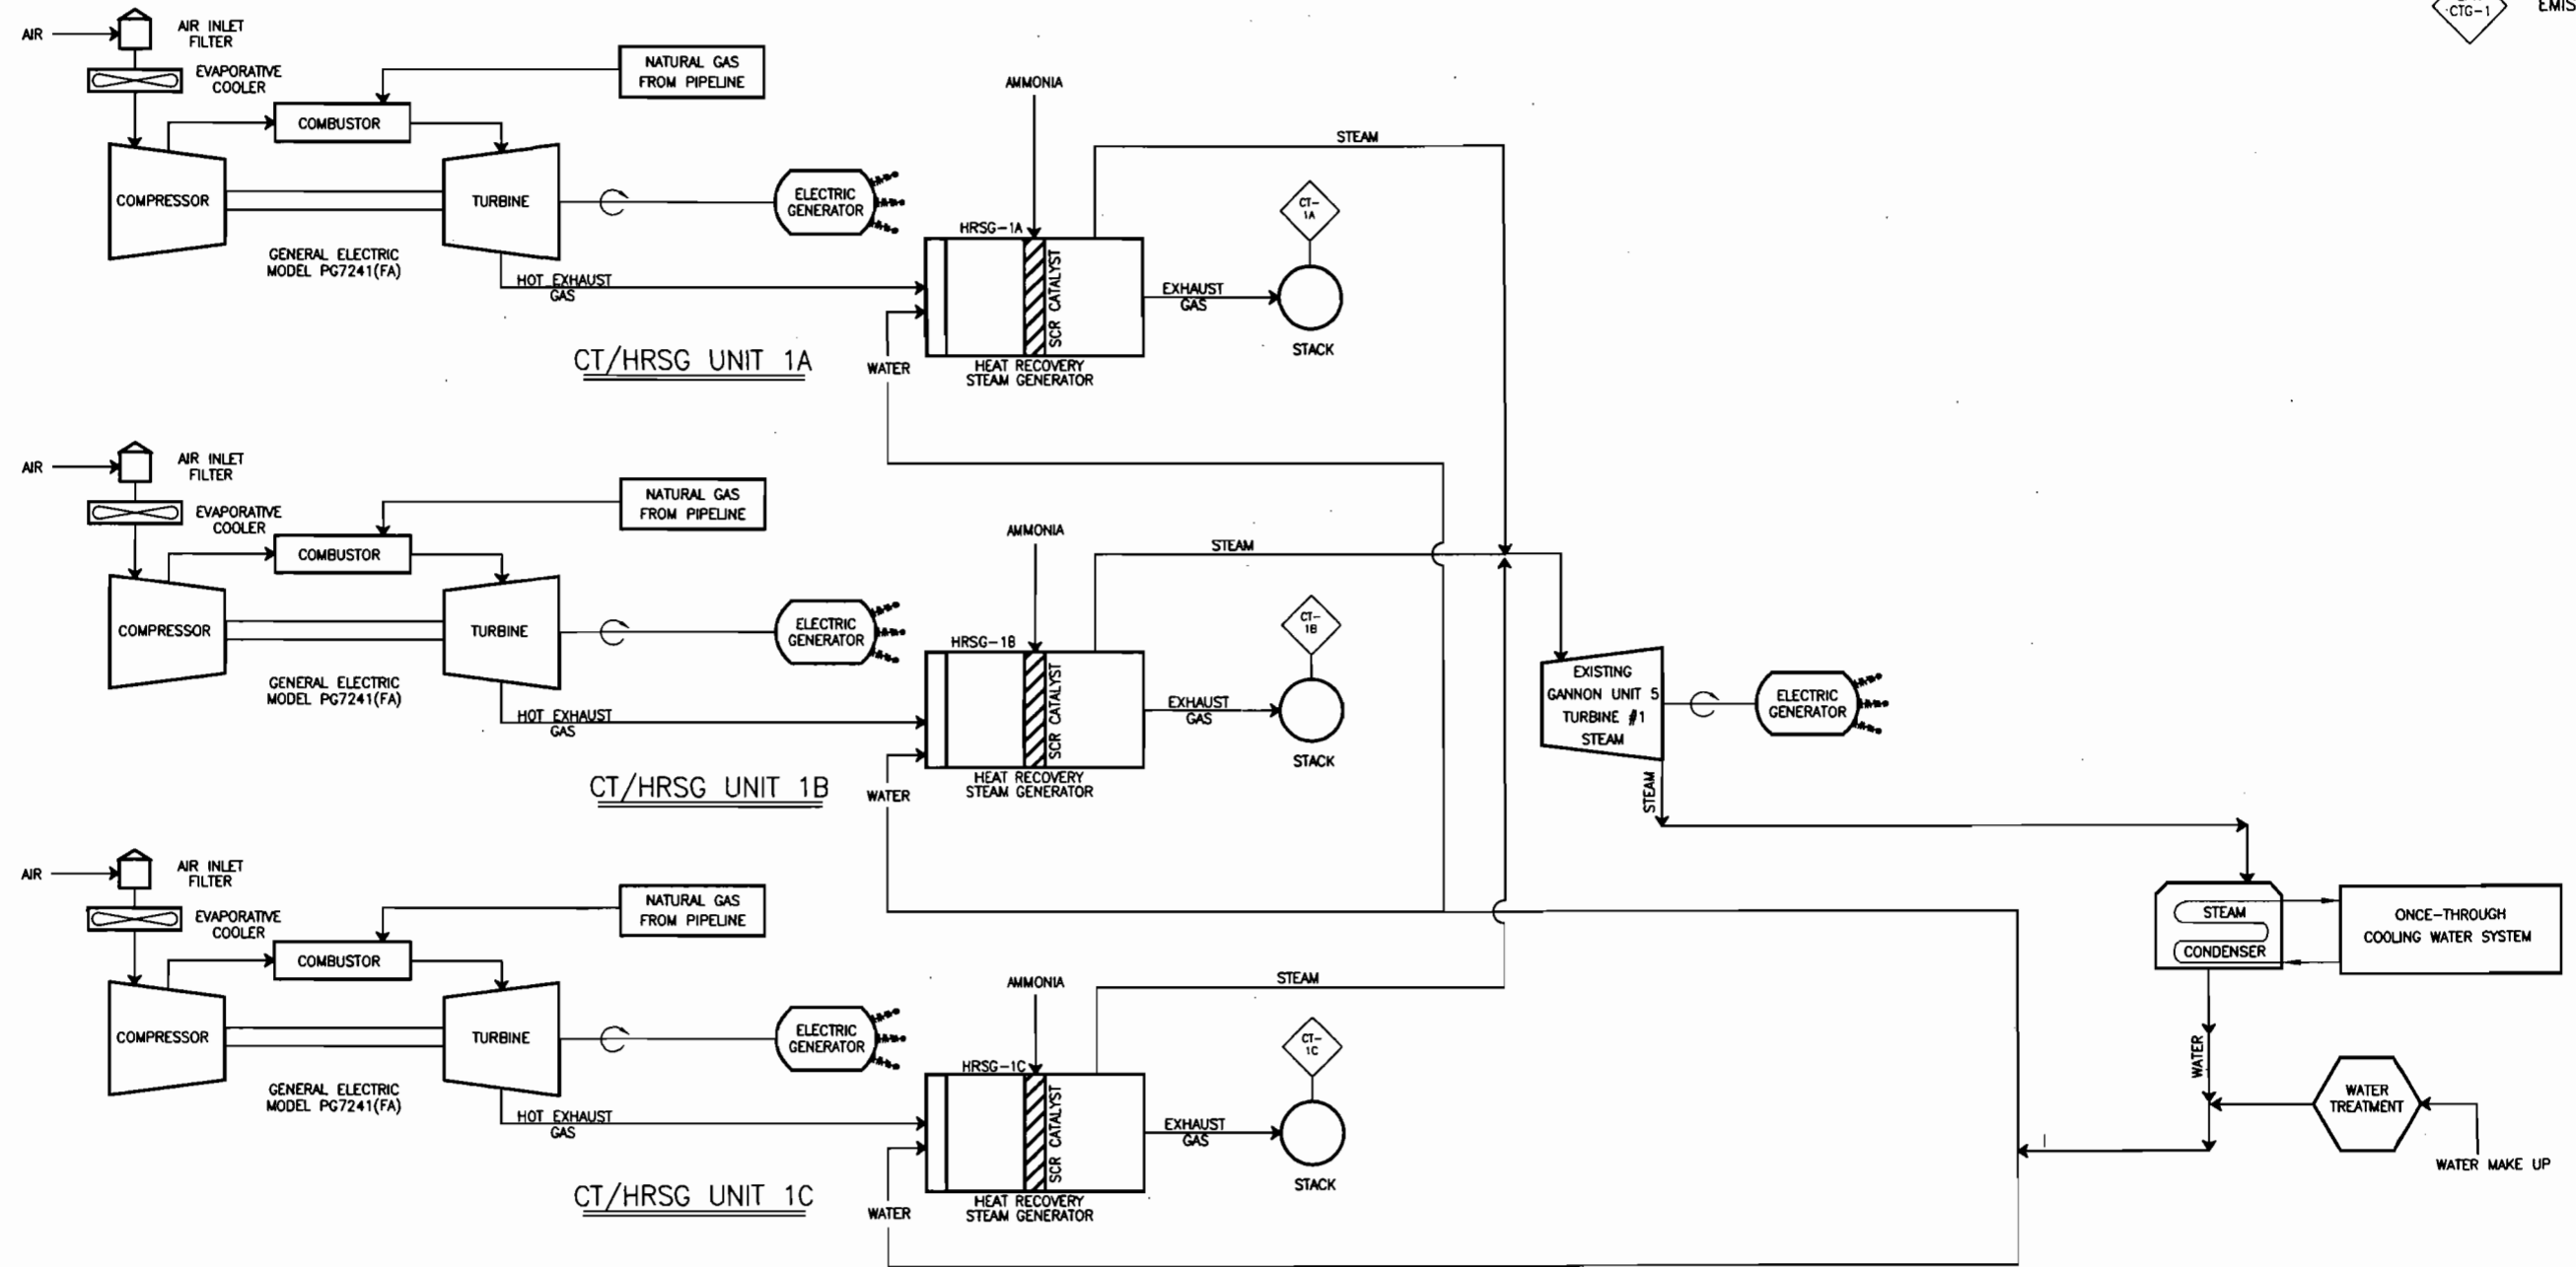 CTG-1
EMIS
AIR
AIR INLET
FILTER
EVAPORATIVE
COOLER
NATURAL GAS
FROM PIPELINE
COMBUSTOR
COMPRESSOR
TURBINE
ELECTRIC
GENERATOR
GENERAL ELECTRIC
MODEL PG7241(FA)
HOT EXHAUST
GAS
CT/HRSG UNIT 1A
AMMONIA
STEAM
HRSG-1A
SCR CATALYST
HEAT RECOVERY
STEAM GENERATOR
WATER
EXHAUST
GAS
CT-
1A
STACK
AIR
AIR INLET
FILTER
EVAPORATIVE
COOLER
NATURAL GAS
FROM PIPELINE
COMBUSTOR
COMPRESSOR
TURBINE
ELECTRIC
GENERATOR
GENERAL ELECTRIC
MODEL PG7241(FA)
HOT EXHAUST
GAS
CT/HRSG UNIT 1B
AMMONIA
STEAM
HRSG-1B
SCR CATALYST
HEAT RECOVERY
STEAM GENERATOR
WATER
EXHAUST
GAS
CT-
1B
STACK
EXISTING
GANNON UNIT 5
TURBINE #1
STEAM
ELECTRIC
GENERATOR
STEAM
STEAM
CONDENSER
ONCE-THROUGH
COOLING WATER SYSTEM
WATER
WATER
TREATMENT
WATER MAKE UP
AIR
AIR INLET
FILTER
EVAPORATIVE
COOLER
NATURAL GAS
FROM PIPELINE
COMBUSTOR
COMPRESSOR
TURBINE
ELECTRIC
GENERATOR
GENERAL ELECTRIC
MODEL PG7241(FA)
HOT EXHAUST
GAS
CT/HRSG UNIT 1C
AMMONIA
STEAM
HRSG-1C
SCR CATALYST
HEAT RECOVERY
STEAM GENERATOR
WATER
EXHAUST
GAS
CT-
1C
STACK